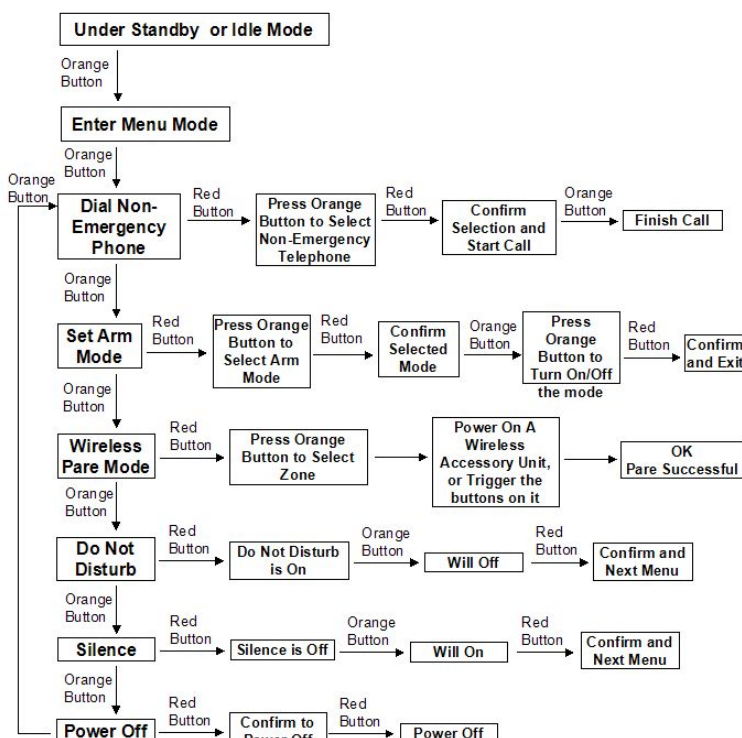 Under Standby or Idle Mode
Orange
Button
Enter Menu Mode
Orange
Button
Orange
Button
Dial Non-
Emergency
Phone
Red
Button
Press Orange
Button to Select
Non-Emergency
Telephone
Red
Button
Confirm
Selection and
Start Call
Orange
Button
Finish Call
Orange
Button
Set Arm
Mode
Red
Button
Press Orange
Button to
Select Arm
Mode
Red
Button
Confirm
Selected
Mode
Orange
Button
Press
Orange
Button to
Turn On/Off
the mode
Red
Button
Confirm
and Exit
Orange
Button
Wireless
Pare Mode
Red
Button
Press Orange
Button to Select
Zone
Power On A
Wireless
Accessory Unit,
or Trigger the
buttons on it
OK
Pare Successful
Orange
Button
Do Not
Disturb
Red
Button
Do Not Disturb
is On
Orange
Button
Will Off
Red
Button
Confirm and
Next Menu
Orange
Button
Silence
Red
Button
Silence is Off
Orange
Button
Will On
Red
Button
Confirm and
Next Menu
Orange
Button
Power Off
Red
Button
Confirm to
Power Off
Red
Button
Power Off